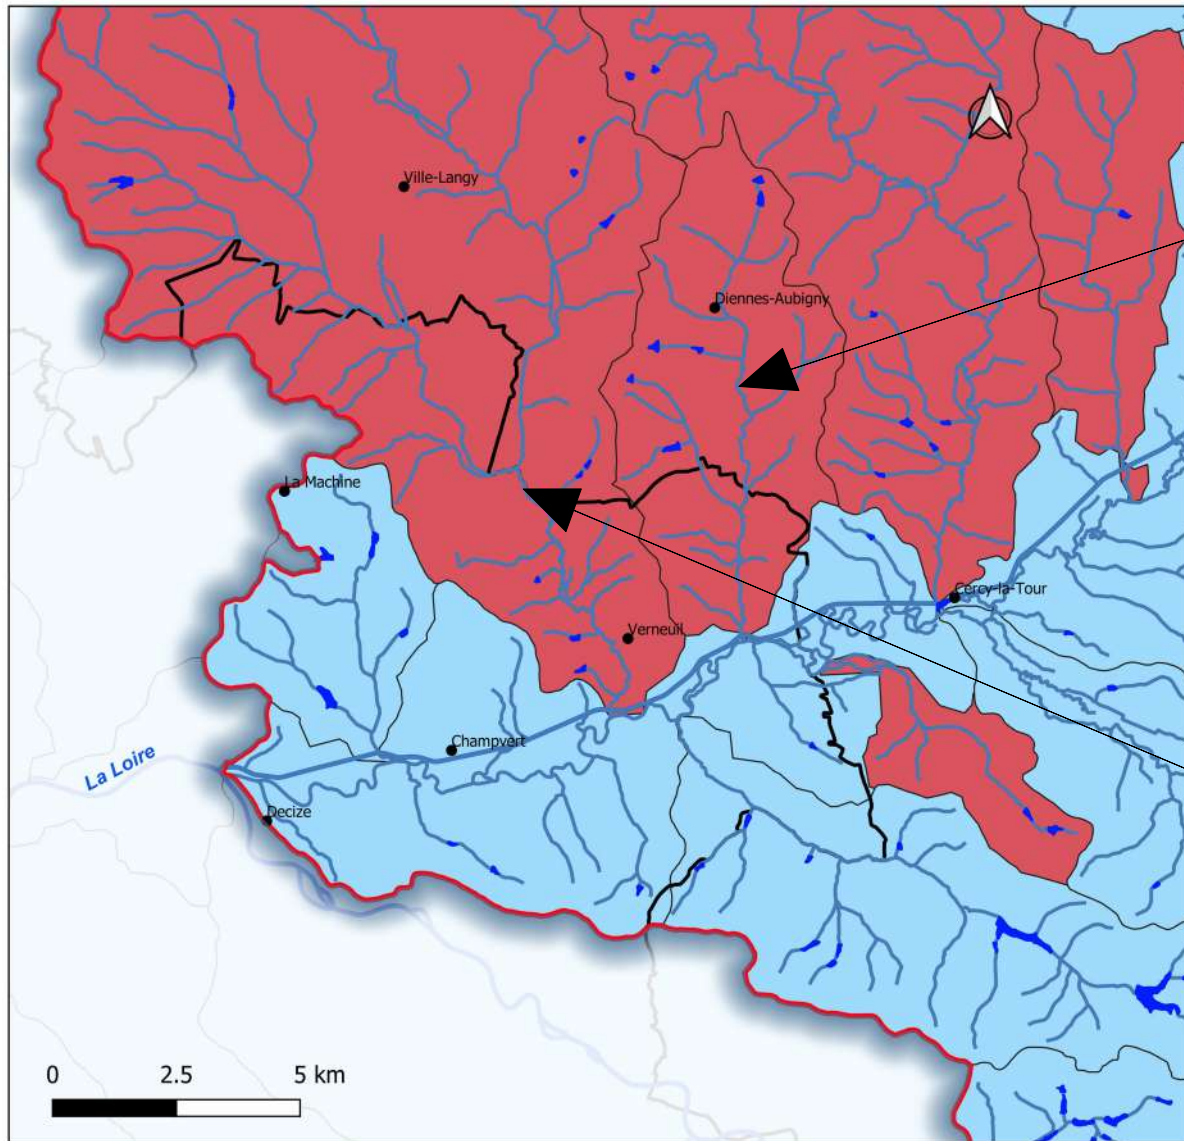 Ville-Langy
Diennes-Aubigny
La Machine
Cercy-la-Tour
Verneuil
Champvert
La Loire
Decize
0 2.5 5 km